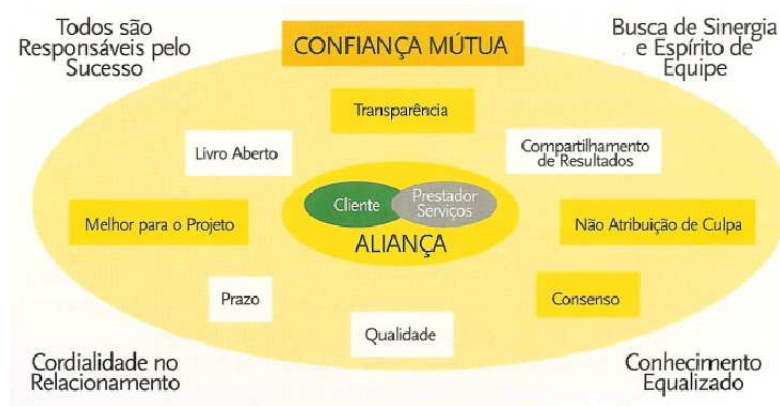 Todos são
Responsáveis pelo
Sucesso
CONFIANÇA MÚTUA
Busca de Sinergia
e Espírito de
Equipe
Transparência
Livro Aberto
Compartilhamento
de Resultados
Cliente
Prestador
Serviços
Melhor para o Projeto
Não Atribuição de Culpa
ALIANÇA
Prazo
Consenso
Qualidade
Cordialidade no
Relacionamento
Conhecimento
Equalizado